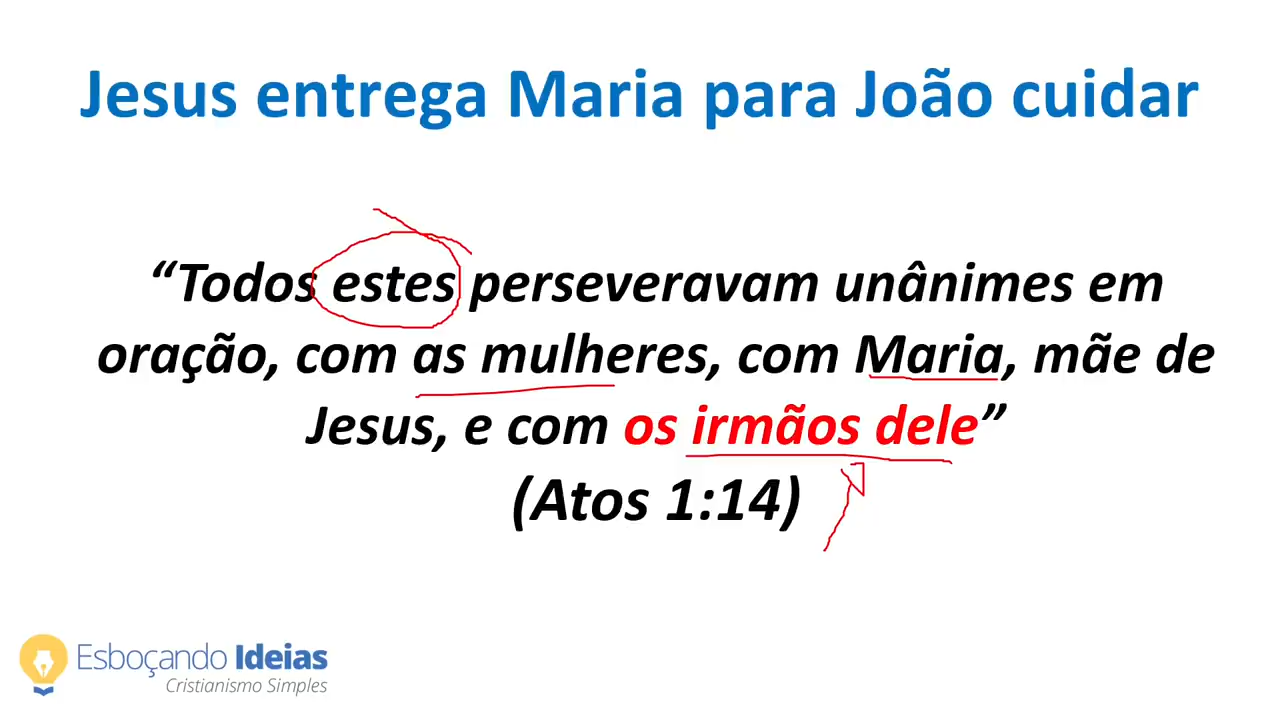 Jesus entrega Maria para João cuidar
“Todos estes perseveravam unânimes em
oração, com as mulheres, com Maria, mãe de
Jesus, e com os irmãos dele”
(Atos 1:14)
Esboçando Ideias
Cristianismo Simples